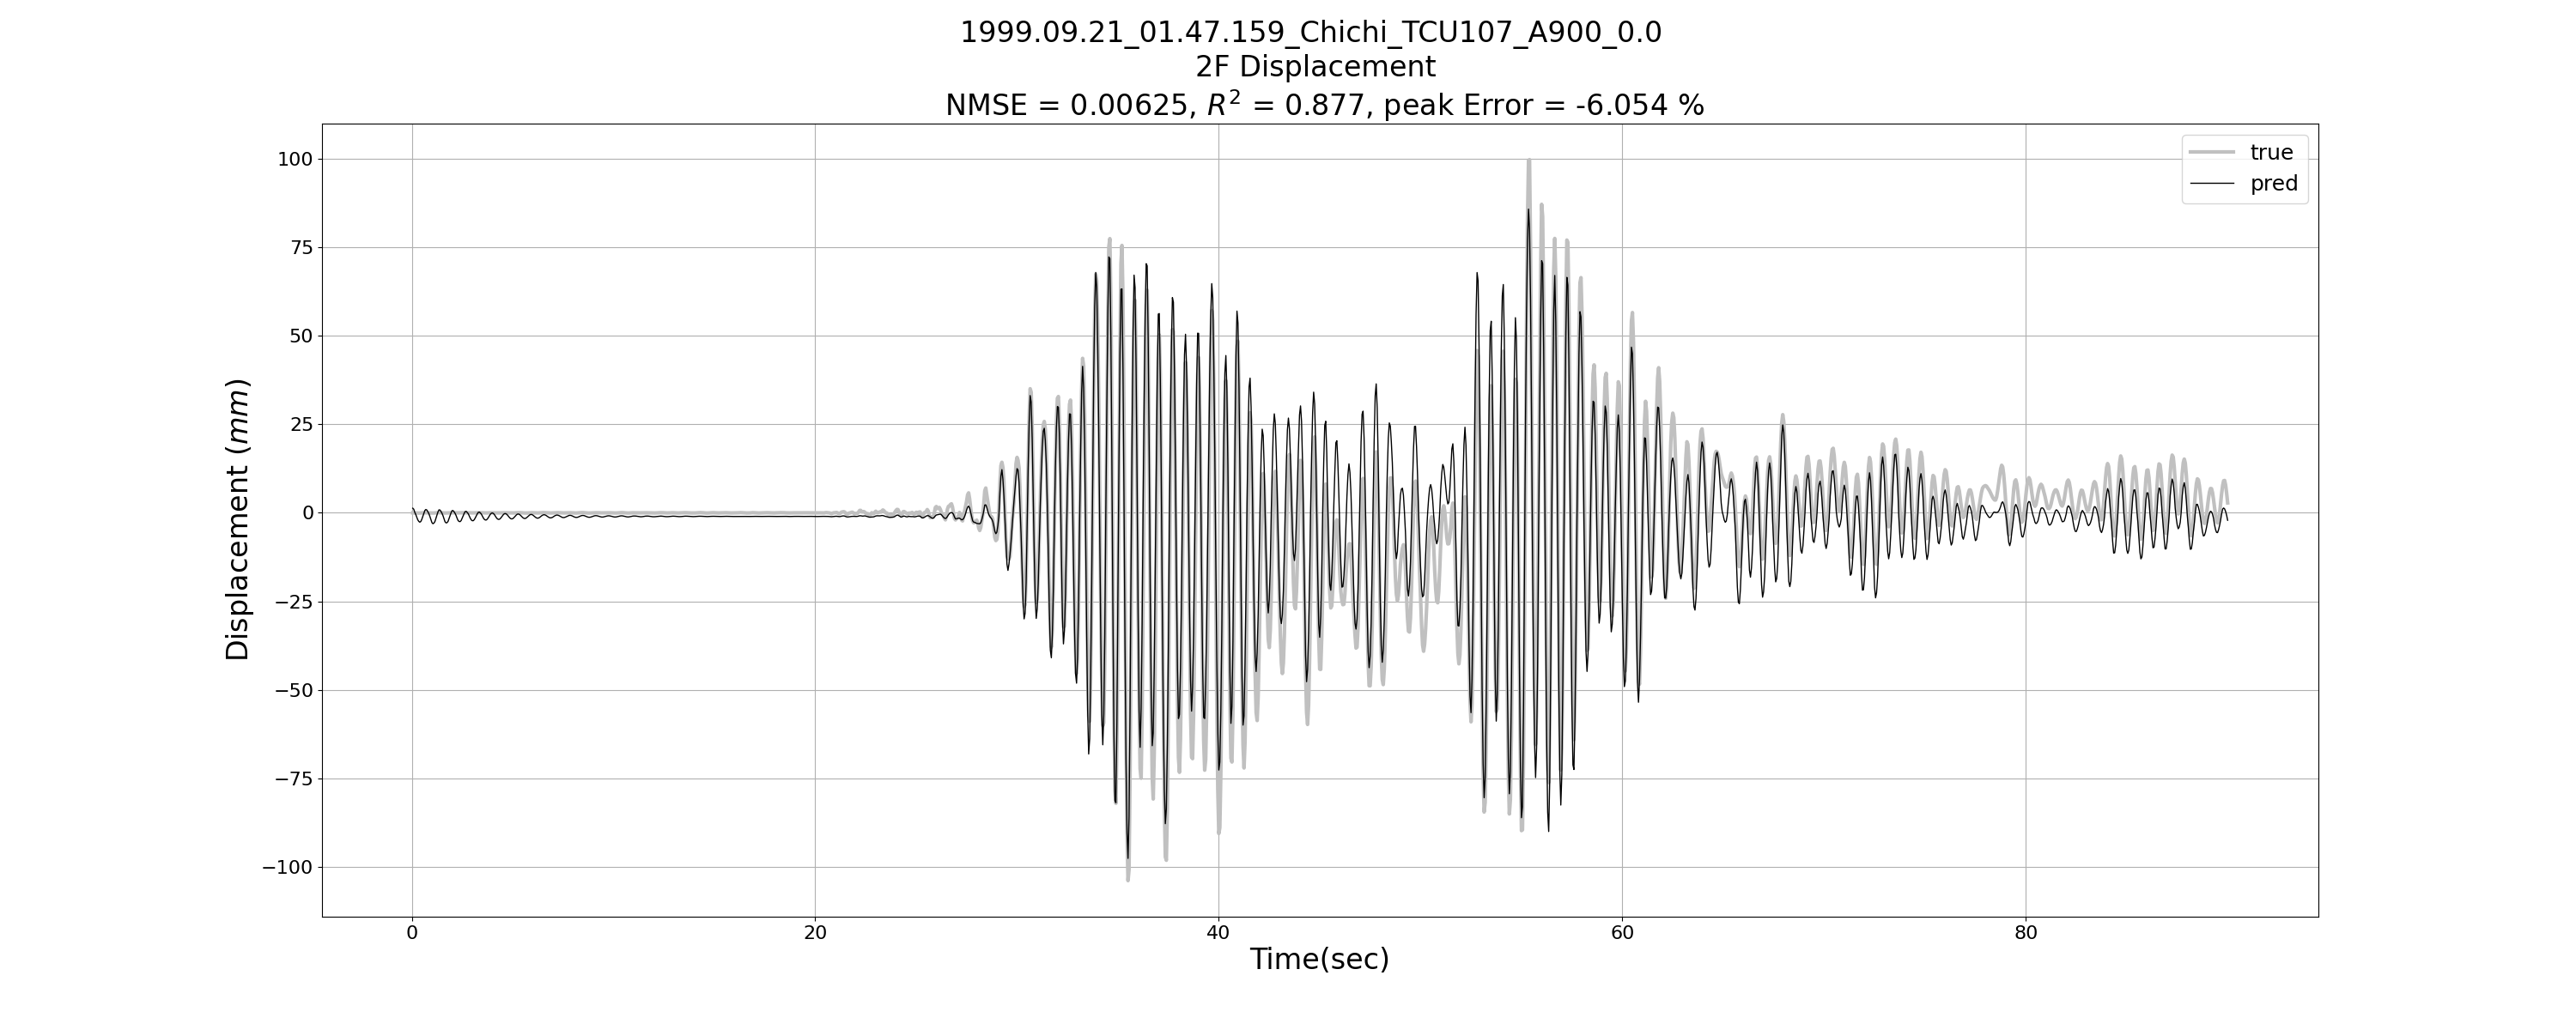 1999.09.21_01.47.159_Chichi_TCU107_A900_0.0
2F Displacement
NMSE = 0.00625, R² = 0.877, peak Error = -6.054 %
true
pred
100
75
50
25
0
−25
−50
−75
−100
Displacement (mm)
0 20 40 60 80
Time(sec)